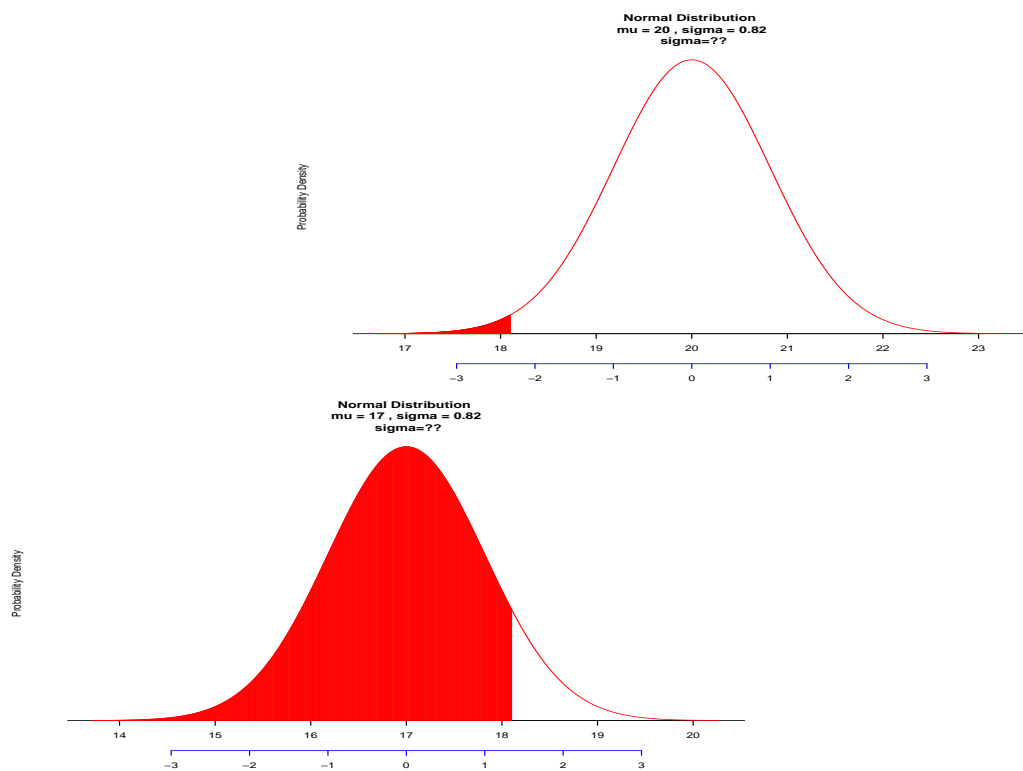 Normal Distribution
mu = 20 , sigma = 0.82
sigma=??
Probability Density
17 18 19 20 21 22 23
−3 −2 −1 0 1 2 3
Normal Distribution
mu = 17 , sigma = 0.82
sigma=??
Probability Density
14 15 16 17 18 19 20
−3 −2 −1 0 1 2 3